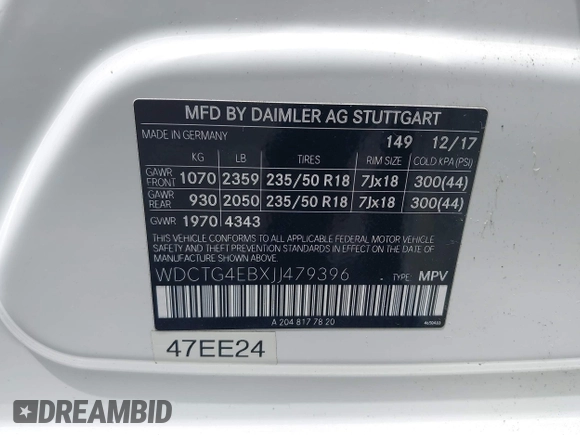 MFD BY DAIMLER AG STUTTGART
MADE IN GERMANY 149 12/17
KG LB TIRES RIM SIZE COLD KPA (PSI)
GAWR FRONT 1070 2359 235/50 R18 7Jx18 300(44)
GAWR REAR 930 2050 235/50 R18 7Jx18 300(44)
GVWR 1970 4343
THIS VEHICLE CONFORMS TO ALL APPLICABLE FEDERAL MOTOR VEHICLE
SAFETY AND THEFT PREVENTION STANDARDS IN EFFECT ON THE
DATE OF MANUFACTURE SHOWN ABOVE.
WDCTG4EBXJJ479396 TYPE: MPV
A 204 817 78 20
47EE24
DREAMBID